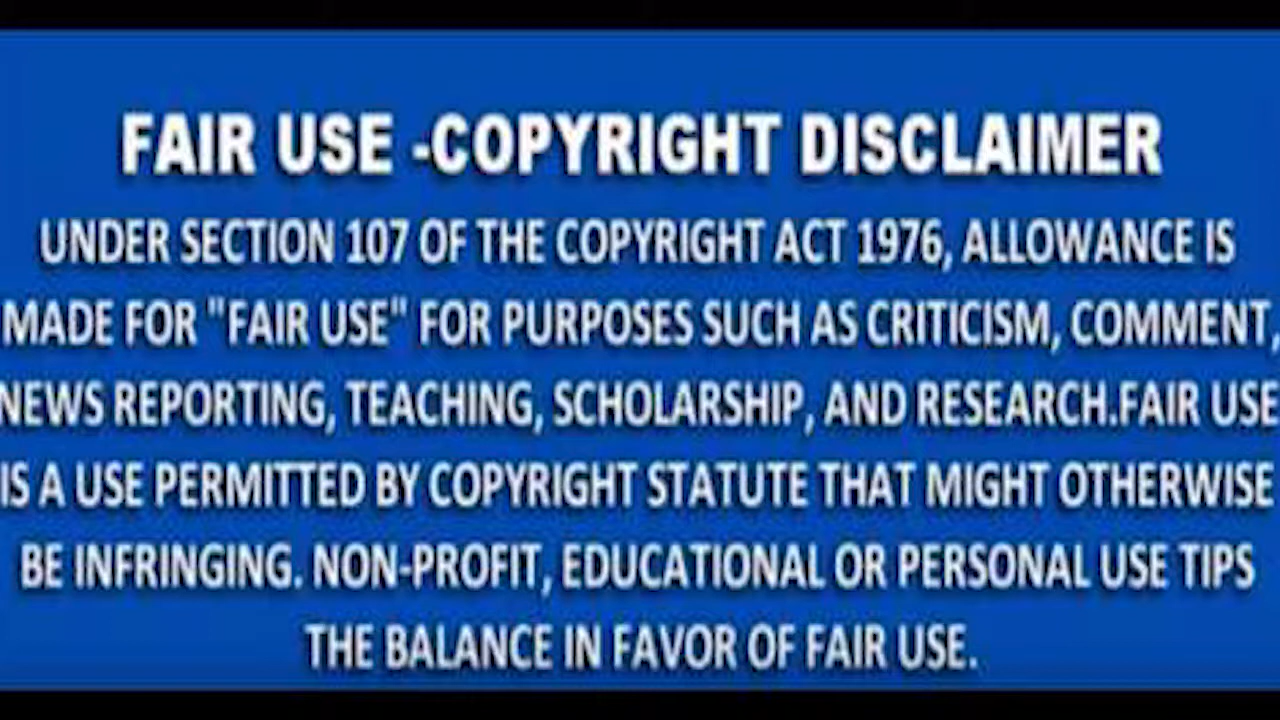 FAIR USE -COPYRIGHT DISCLAIMER
UNDER SECTION 107 OF THE COPYRIGHT ACT 1976, ALLOWANCE IS
MADE FOR "FAIR USE" FOR PURPOSES SUCH AS CRITICISM, COMMENT,
NEWS REPORTING, TEACHING, SCHOLARSHIP, AND RESEARCH.FAIR USE
IS A USE PERMITTED BY COPYRIGHT STATUTE THAT MIGHT OTHERWISE
BE INFRINGING. NON-PROFIT, EDUCATIONAL OR PERSONAL USE TIPS
THE BALANCE IN FAVOR OF FAIR USE.